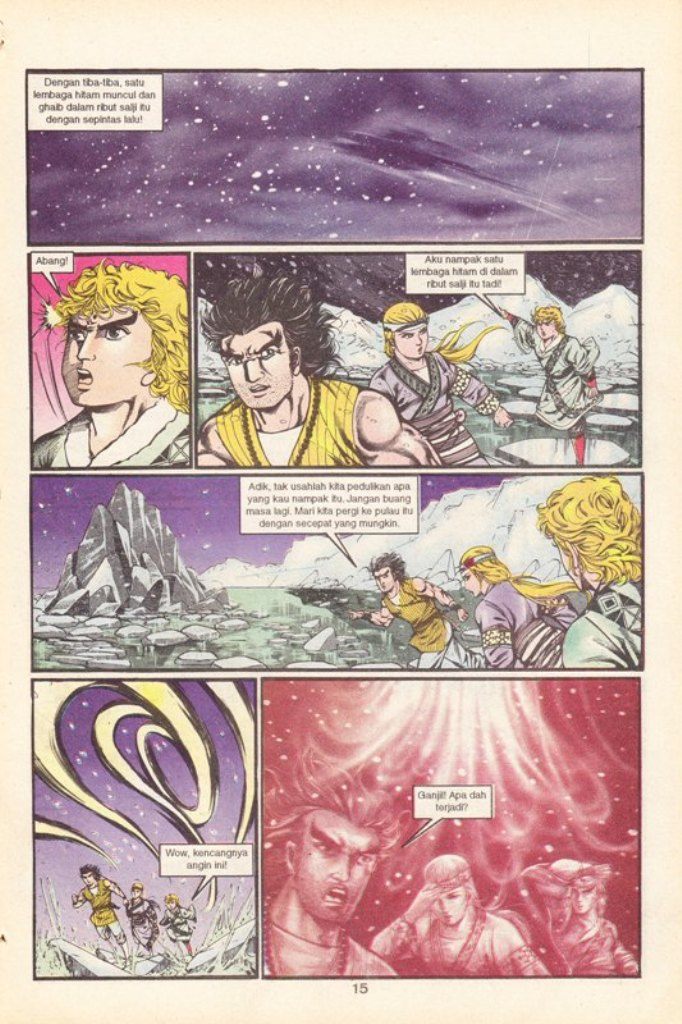 Dengan tiba-tiba, satu
lembaga hitam muncul dan
ghaib dalam ribut salji itu
dengan sepintas lalu!
Abang!
Aku nampak satu
lembaga hitam di dalam
ribut salji itu tadi!
Adik, tak usahlah kita pedulikan apa
yang kau nampak itu. Jangan buang
masa lagi. Mari kita pergi ke pulau itu
dengan secepat yang mungkin.
Wow, kencangnya
angin ini!
Ganjil! Apa dah
terjadi?
15